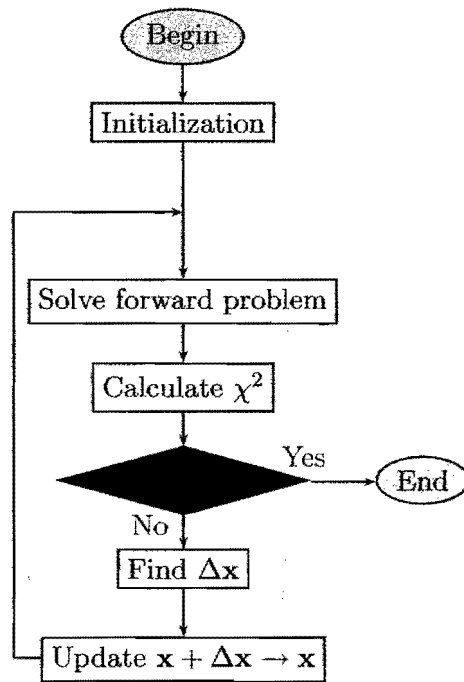 Begin
Initialization
Solve forward problem
Calculate χ²
Yes
End
No
Find Δx
Update x + Δx → x